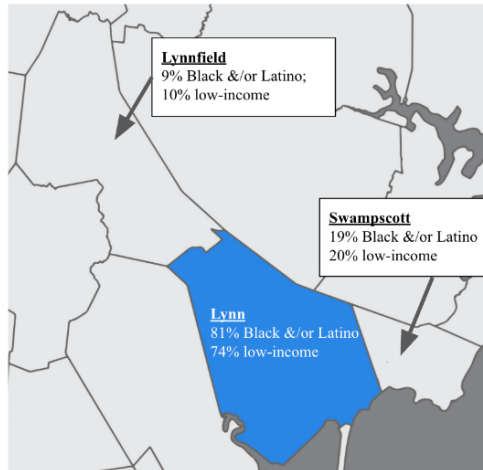 Lynnfield
9% Black &/or Latino;
10% low-income
Swampscott
19% Black &/or Latino
20% low-income
Lynn
81% Black &/or Latino
74% low-income